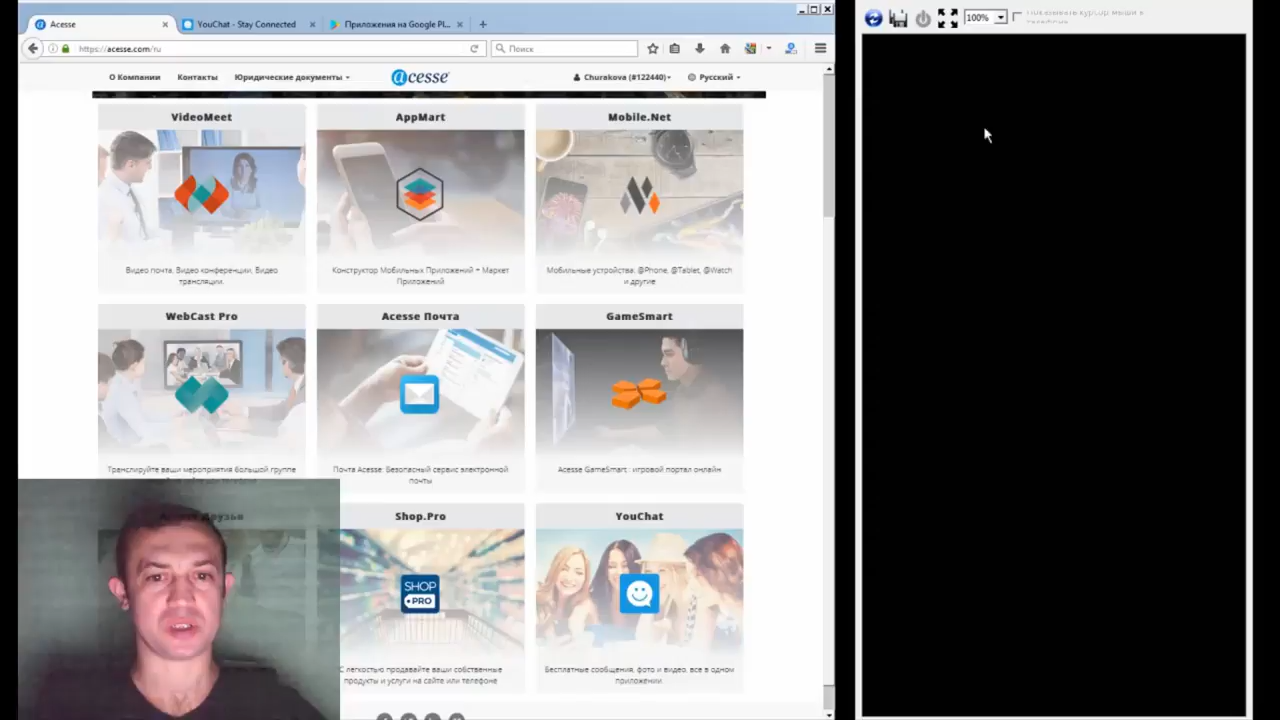 Acesse
YouChat - Stay Connected
Приложения на Google Pl...
https://acesse.com/ru
Поиск
100%
Показывать курсор мыши в
О Компании
Контакты
Юридические документы
acesse
Churakova (#122440)
Русский
VideoMeet
AppMart
Mobile.Net
Видео почта. Видео конференции. Видео
трансляции.
Конструктор Мобильных Приложений + Маркет
Приложений
Мобильные устройства. @Phone, @Tablet, @Watch
и другие
WebCast Pro
Acesse Почта
GameSmart
Транслируйте ваши мероприятия большой группе
Почта Acesse: Безопасный сервис электронной
почты
Acesse GameSmart : игровой портал онлайн
Друзья
Shop.Pro
YouChat
SHOP
PRO
С легкостью продавайте ваши собственные
продукты и услуги на сайте или телефоне
Бесплатные сообщения, фото и видео, все в одном
приложении